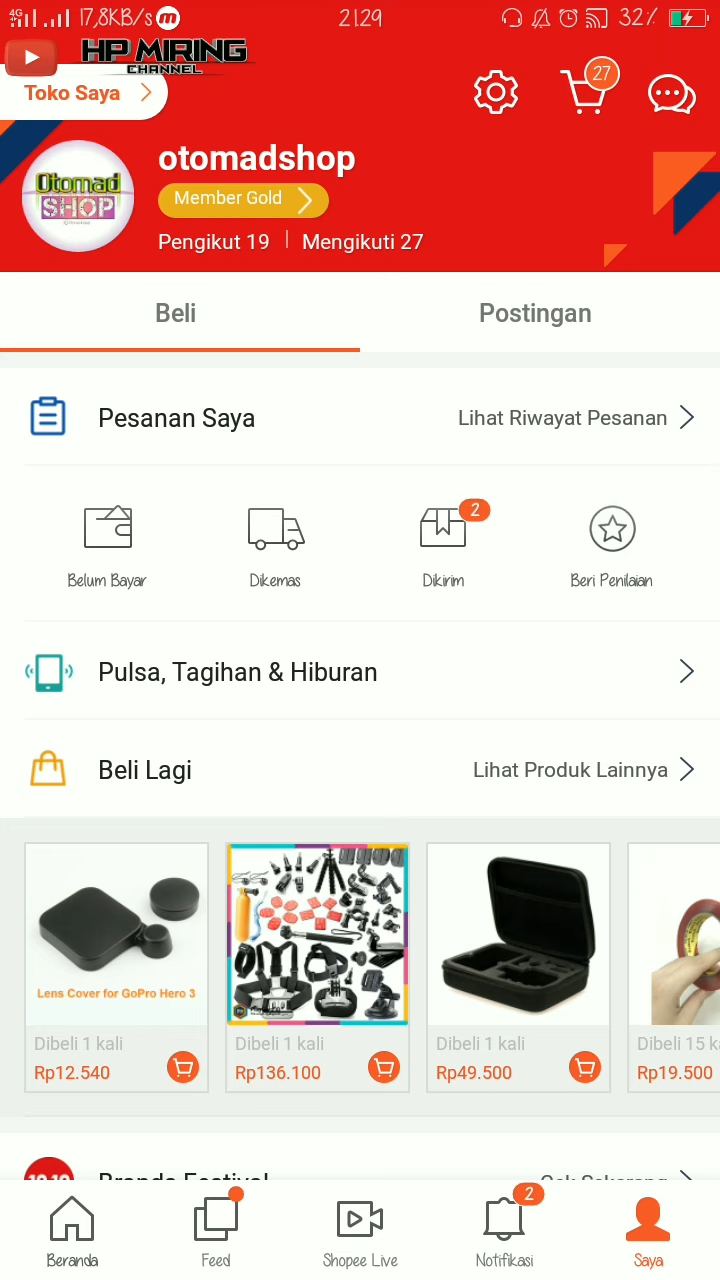 4G 17,8KB/s m 21:29 32%
HP MIRING
CHANNEL
27
Toko Saya
otomadshop
Otomad
SHOP
Member Gold
Pengikut 19 Mengikuti 27
Beli Postingan
Pesanan Saya Lihat Riwayat Pesanan
2
Belum Bayar Dikemas Dikirim Beri Penilaian
Pulsa, Tagihan & Hiburan
Beli Lagi Lihat Produk Lainnya
Lens Cover for GoPro Hero 3
Dibeli 1 kali Dibeli 1 kali Dibeli 1 kali Dibeli 15 k
Rp12.540 Rp136.100 Rp49.500 Rp19.500
Brands Festival Cek Sekarang
2
Beranda Feed Shopee Live Notifikasi Saya